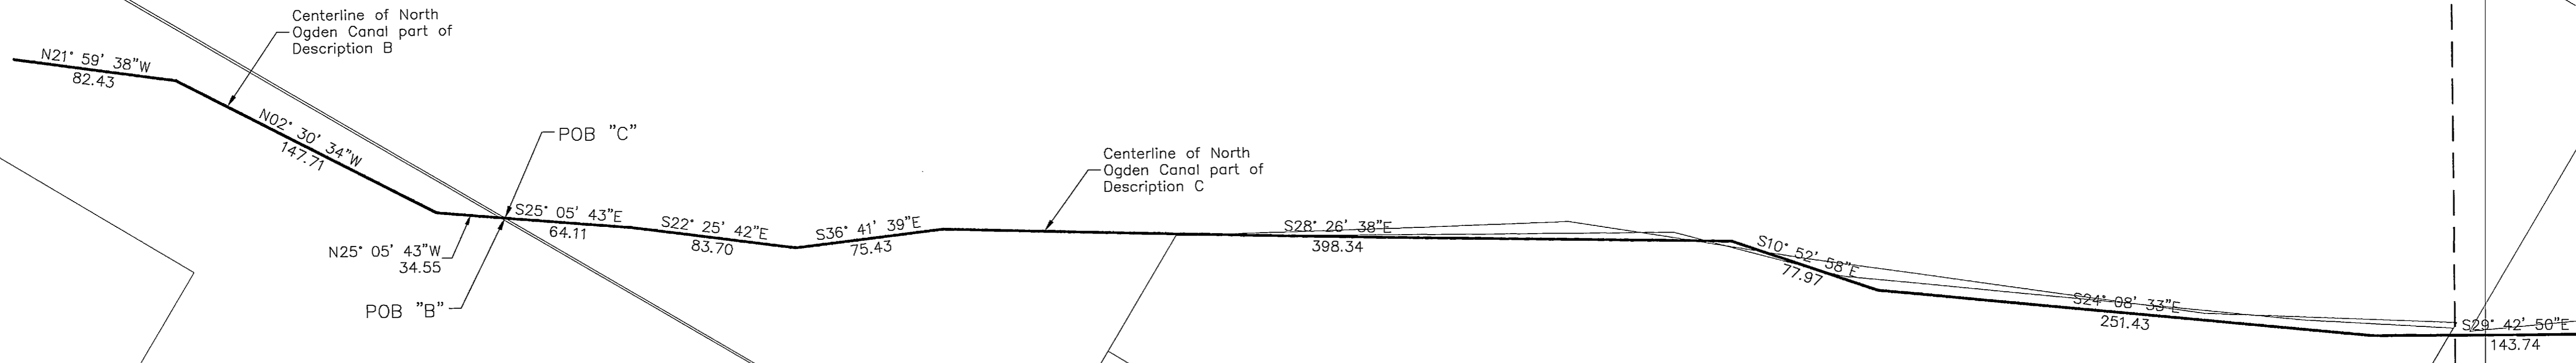 Centerline of North
Ogden Canal part of
Description B
N21° 59' 38"W
82.43
N02° 30' 34"W
147.71
POB "C"
S25° 05' 43"E
64.11
N25° 05' 43"W
34.55
POB "B"
S22° 25' 42"E
83.70
S36° 41' 39"E
75.43
Centerline of North
Ogden Canal part of
Description C
S28° 26' 38"E
398.34
S10° 52' 58"E
77.97
S24° 08' 33"E
251.43
S29° 42' 50"E
143.74